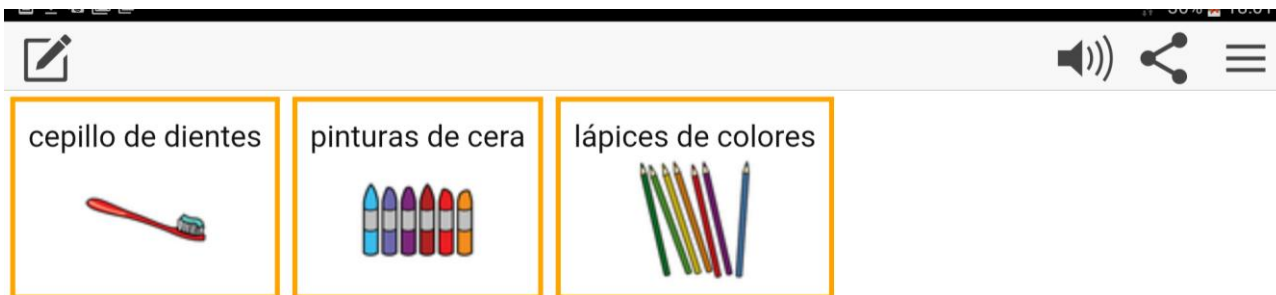 cepillo de dientes
pinturas de cera
lápices de colores